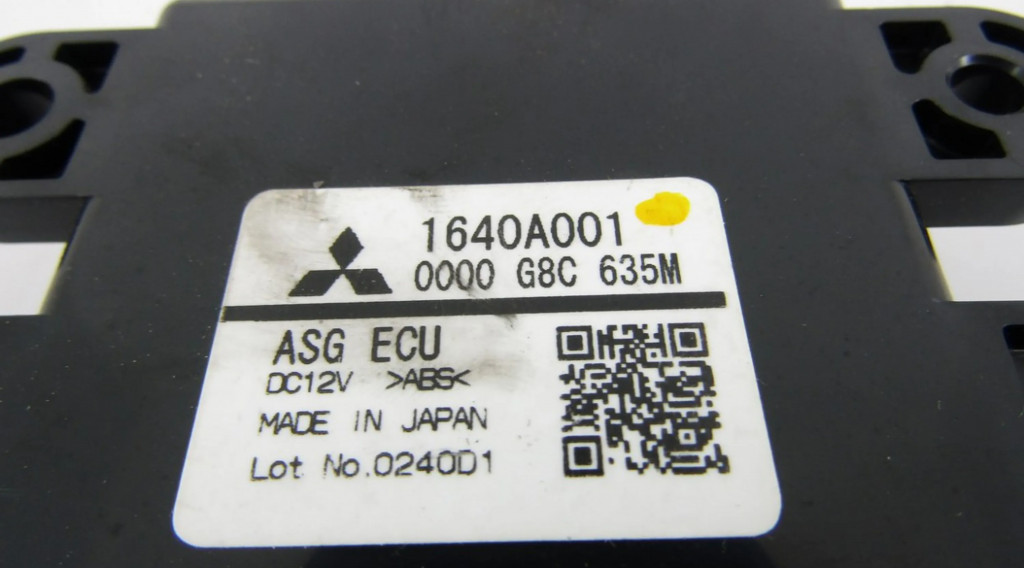 1640A001
0000 G8C 635M
ASG ECU
DC12V >ABS<
MADE IN JAPAN
Lot No.0240D1